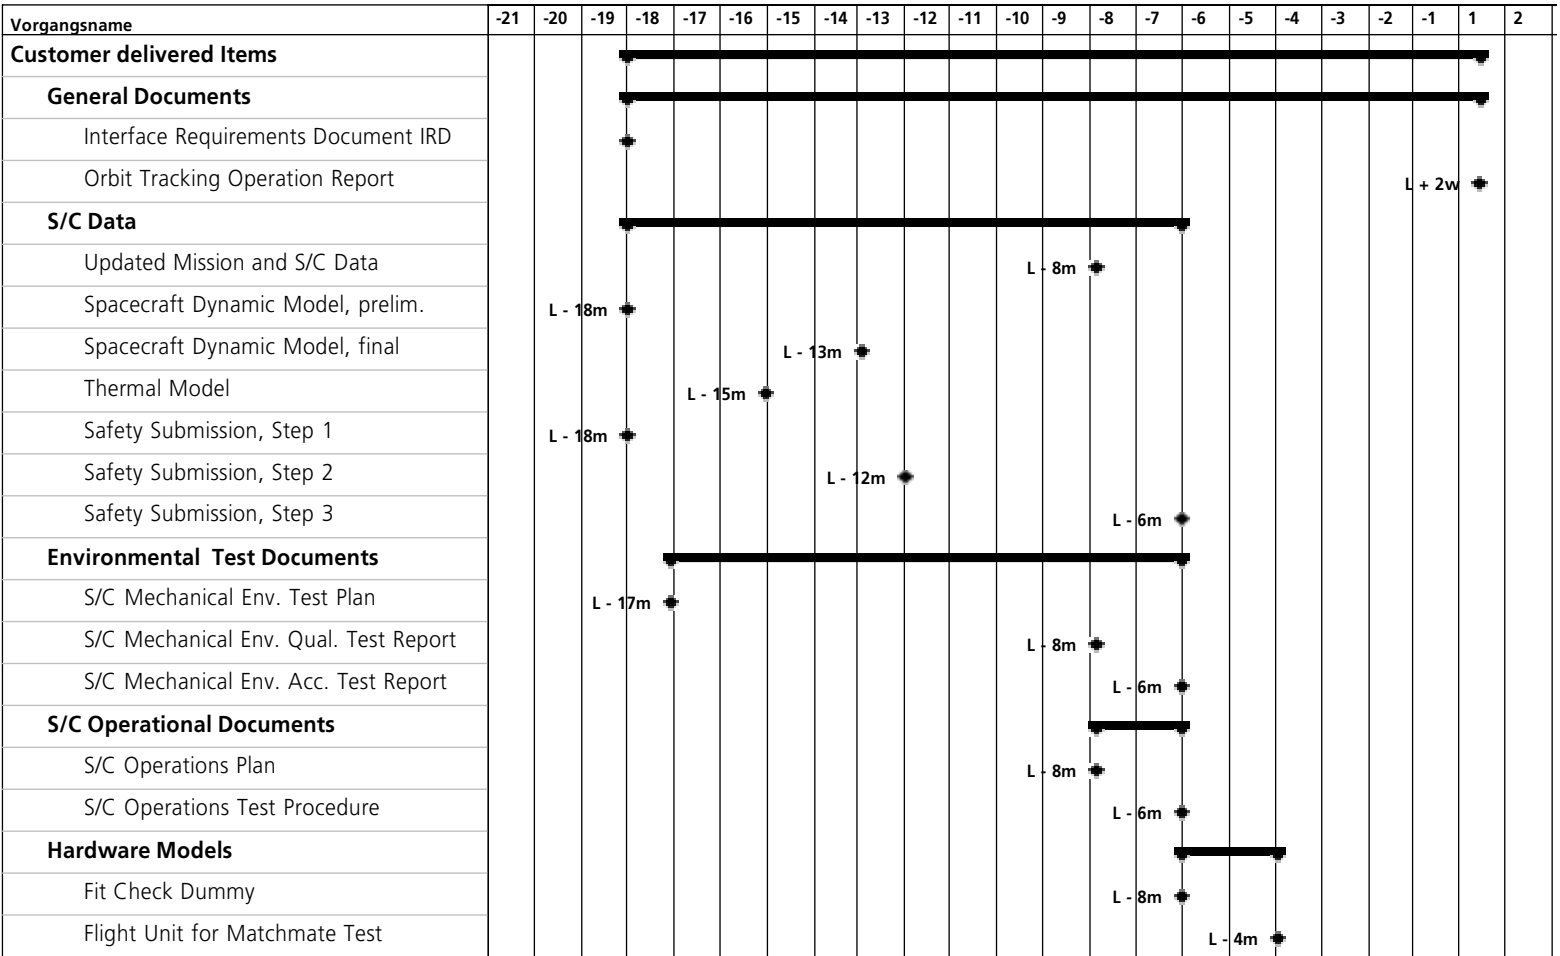 Vorgangsname -21 -20 -19 -18 -17 -16 -15 -14 -13 -12 -11 -10 -9 -8 -7 -6 -5 -4 -3 -2 -1 1 2
Customer delivered Items
General Documents
Interface Requirements Document IRD
Orbit Tracking Operation Report L + 2w
S/C Data
Updated Mission and S/C Data L - 8m
Spacecraft Dynamic Model, prelim. L - 18m
Spacecraft Dynamic Model, final L - 13m
Thermal Model L - 15m
Safety Submission, Step 1 L - 18m
Safety Submission, Step 2 L - 12m
Safety Submission, Step 3 L - 6m
Environmental Test Documents
S/C Mechanical Env. Test Plan L - 17m
S/C Mechanical Env. Qual. Test Report L - 8m
S/C Mechanical Env. Acc. Test Report L - 6m
S/C Operational Documents
S/C Operations Plan L - 8m
S/C Operations Test Procedure L - 6m
Hardware Models
Fit Check Dummy L - 8m
Flight Unit for Matchmate Test L - 4m